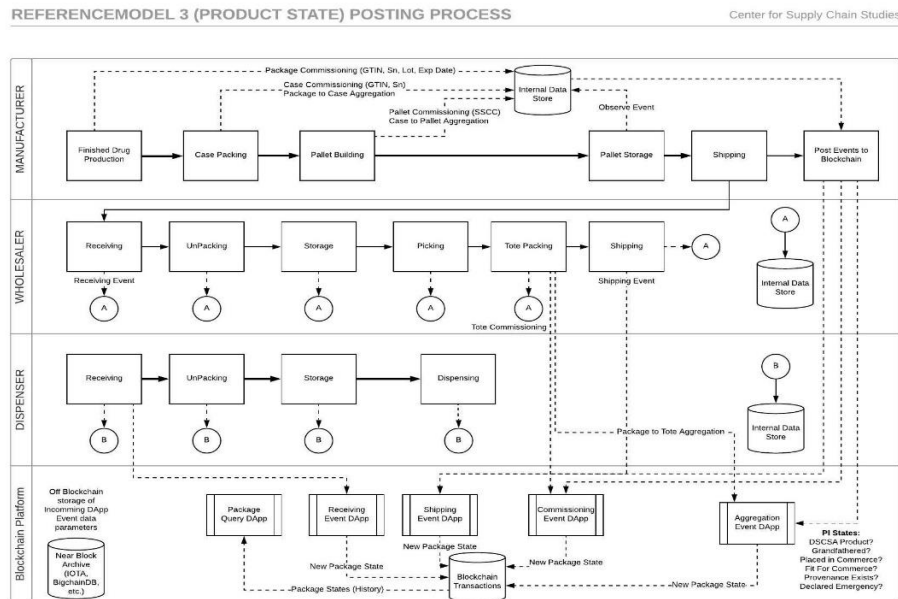 REFERENCEMODEL 3 (PRODUCT STATE) POSTING PROCESS
Center for Supply Chain Studies
MANUFACTURER
Package Commissioning (GTIN, Sn, Lot, Exp Date)
Case Commissioning (GTIN, Sn)
Package to Case Aggregation
Pallet Commissioning (SSCC)
Case to Pallet Aggregation
Internal Data
Store
Observe Event
Finished Drug
Production
Case Packing
Pallet Building
Pallet Storage
Shipping
Post Events to
Blockchain
WHOLESALER
Receiving
UnPacking
Storage
Picking
Tote Packing
Shipping
A
A
Internal Data
Store
Receiving Event
Shipping Event
A
A
A
A
A
Tote Commissioning
DISPENSER
Receiving
UnPacking
Storage
Dispensing
B
Internal Data
Store
B
B
B
B
Package to Tote Aggregation
Blockchain Platform
Off Blockchain
storage of
Incomming DApp
Event data
parameters
Near Block
Archive
(IOTA,
BigchainDB,
etc.)
Package
Query DApp
Receiving
Event DApp
Shipping
Event DApp
Commissioning
Event DApp
Aggregation
Event DApp
New Package State
New Package State
New Package State
New Package State
Package States (History)
Blockchain
Transactions
PI States:
DSCSA Product?
Grandfathered?
Placed in Commerce?
Fit For Commerce?
Provenance Exists?
Declared Emergency?